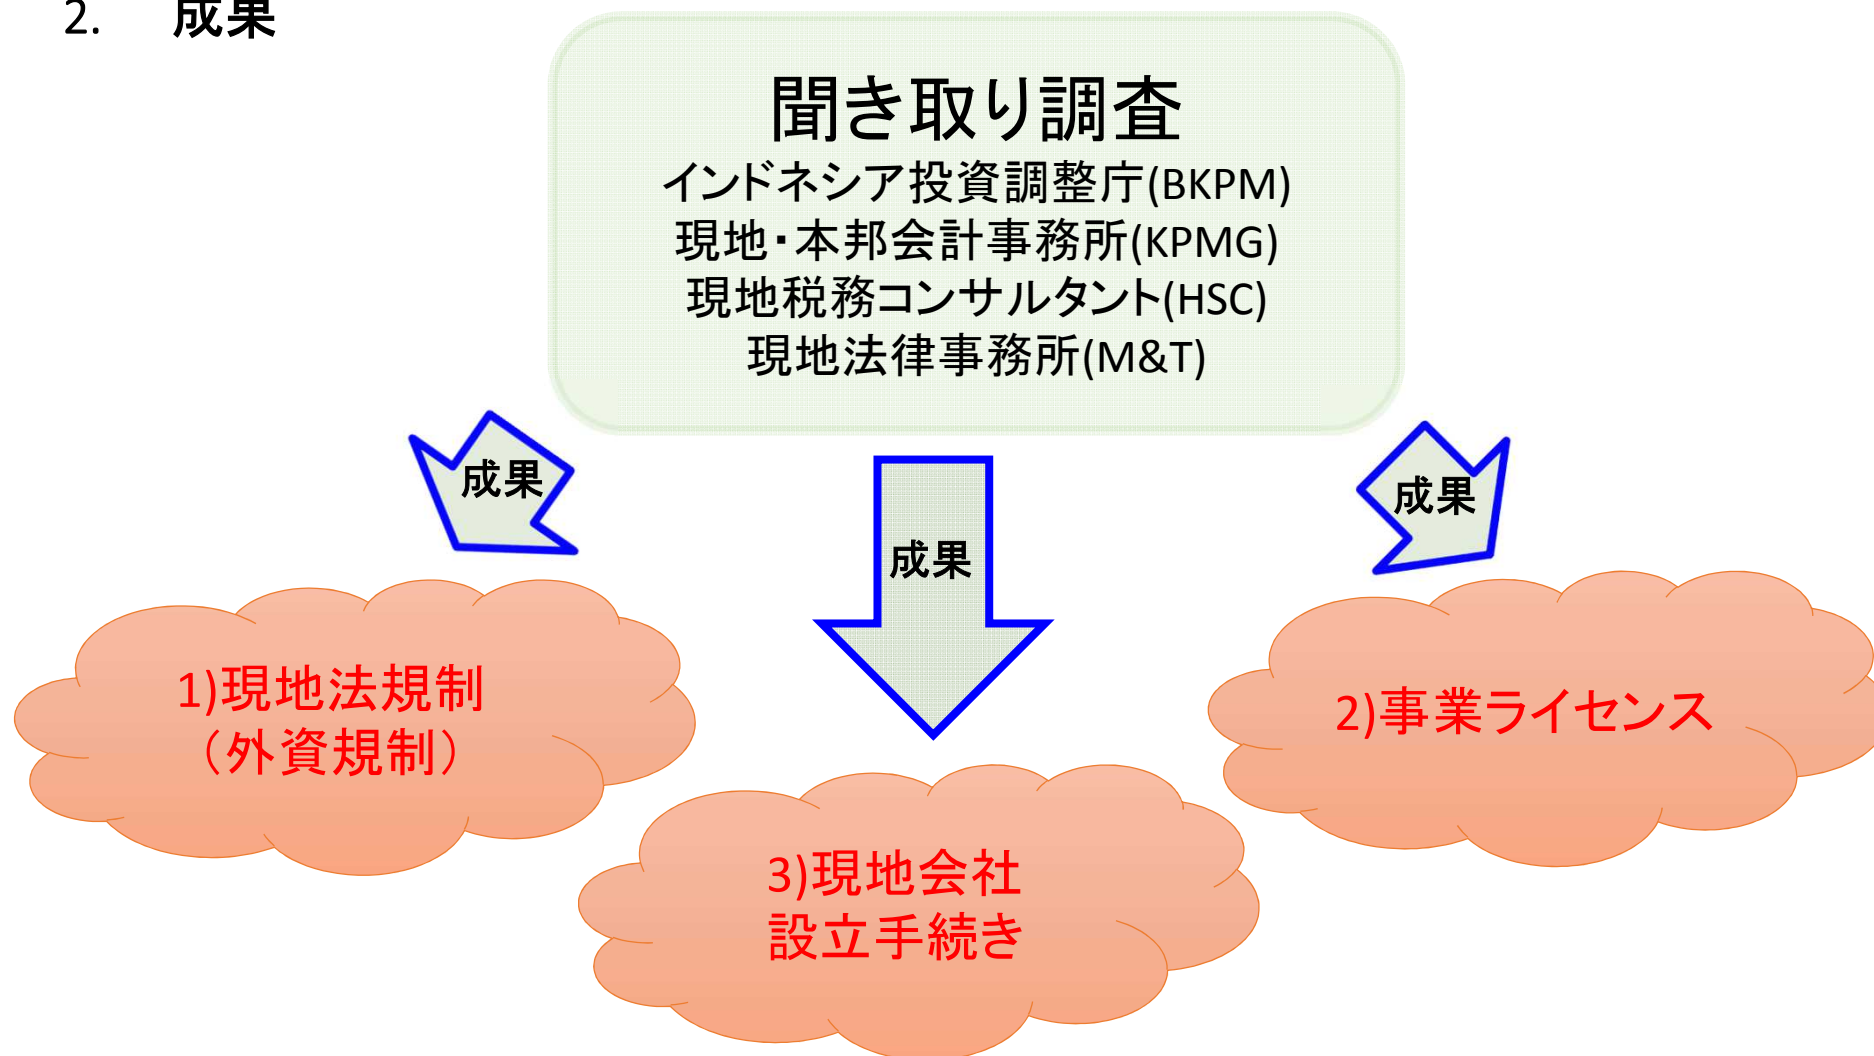 2. 成果
聞き取り調査
インドネシア投資調整庁(BKPM)
現地・本邦会計事務所(KPMG)
現地税務コンサルタント(HSC)
現地法律事務所(M&T)
成果
成果
成果
1)現地法規制
（外資規制）
2)事業ライセンス
3)現地会社
設立手続き